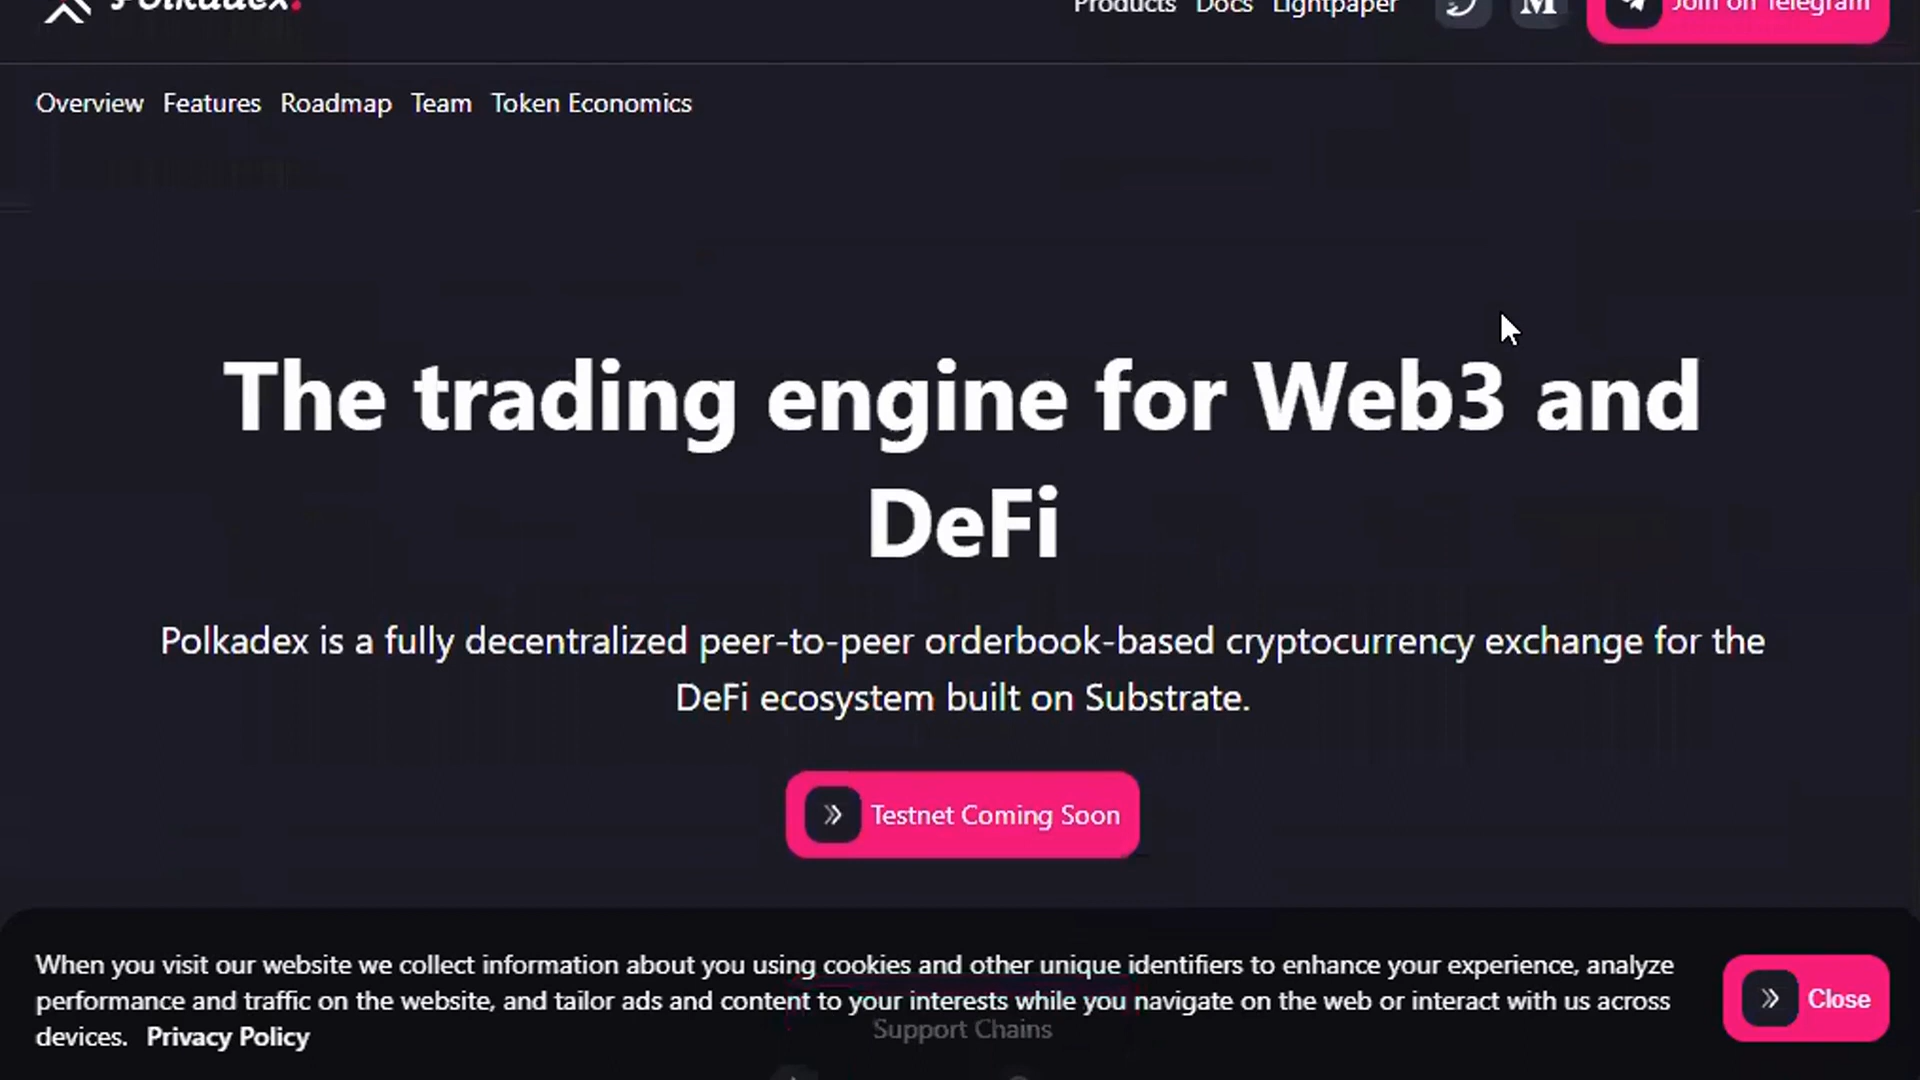 Polkadex.
Products Docs Lightpaper
Join on Telegram
Overview Features Roadmap Team Token Economics
The trading engine for Web3 and
DeFi
Polkadex is a fully decentralized peer-to-peer orderbook-based cryptocurrency exchange for the
DeFi ecosystem built on Substrate.
Testnet Coming Soon
When you visit our website we collect information about you using cookies and other unique identifiers to enhance your experience, analyze
performance and traffic on the website, and tailor ads and content to your interests while you navigate on the web or interact with us across
devices. Privacy Policy
Close
Support Chains